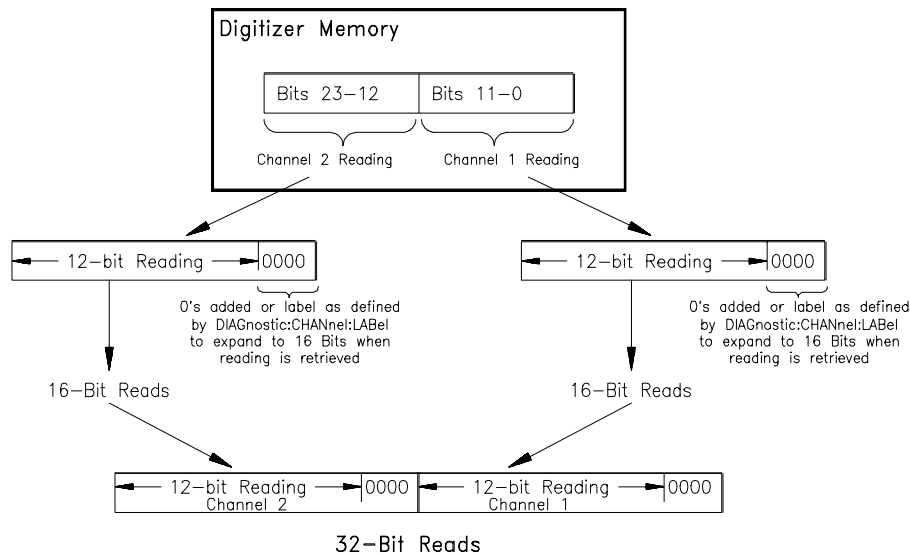 Digitizer Memory
Bits 23-12
Bits 11-0
Channel 2 Reading
Channel 1 Reading
12-bit Reading
0000
12-bit Reading
0000
0's added or label as defined
by DIAGnostic:CHANnel:LABel
to expand to 16 Bits when
reading is retrieved
0's added or label as defined
by DIAGnostic:CHANnel:LABel
to expand to 16 Bits when
reading is retrieved
16-Bit Reads
16-Bit Reads
12-bit Reading
Channel 2
0000
12-bit Reading
Channel 1
0000
32-Bit Reads